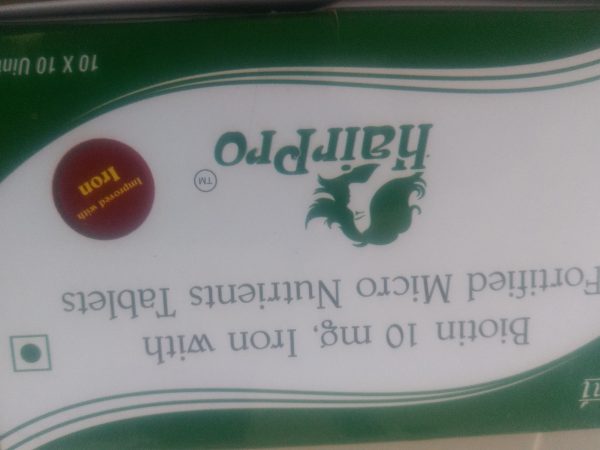 Biotin 10 mg, Iron with
Fortified Micro Nutrients Tablets
hairPro
TM
Improved with
Iron
10 X 10